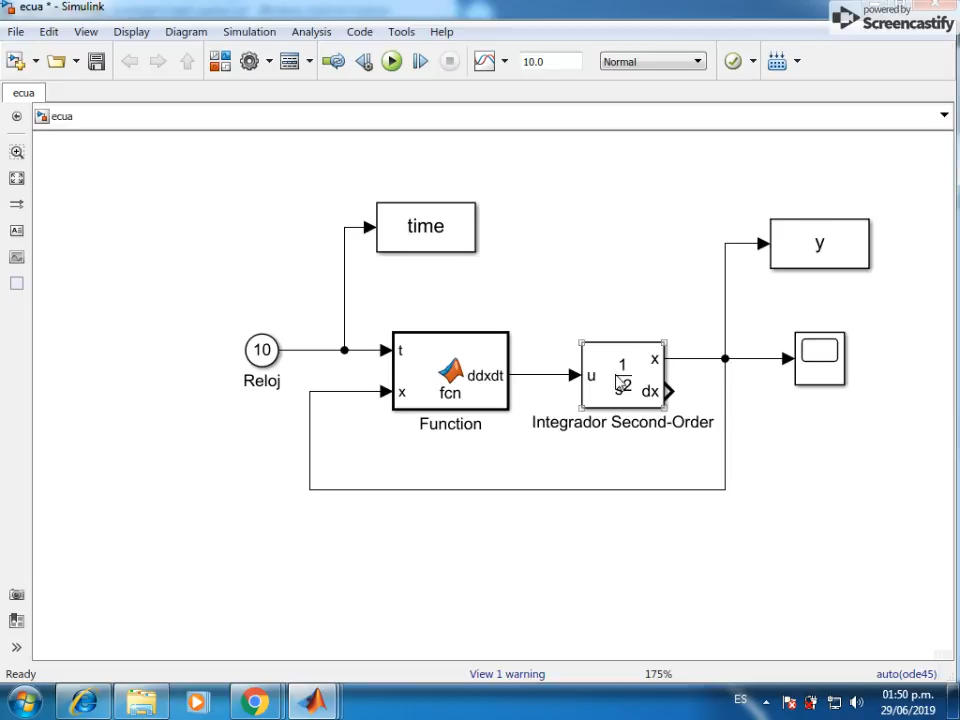 ecua * - Simulink
powered by
Screencastify
File Edit View Display Diagram Simulation Analysis Code Tools Help
10.0
Normal
ecua
ecua
time
y
10
Reloj
t
x
fcn
ddxdt
Function
u
1
s2
x
dx
Integrador Second-Order
Ready
View 1 warning
175%
auto(ode45)
ES
01:50 p.m.
29/06/2019